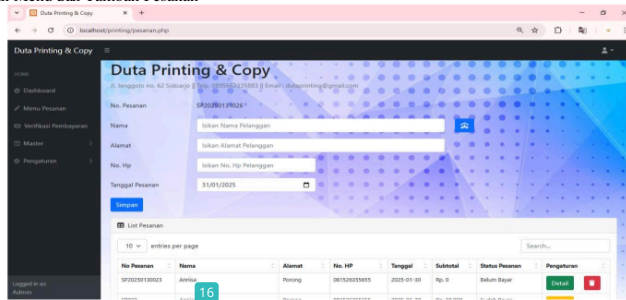 Duta Printing & Copy
localhost/printing/pesanan.php
Duta Printing & Copy
HOME
Dashboard
Menu Pesanan
Verifikasi Pembayaran
Master
Pengaturan
Logged in as:
Admin
Duta Printing & Copy
No. Pesanan
Nama
Isikan Nama Pelanggan
Alamat
Isikan Alamat Pelanggan
No. Hp
Isikan No. Hp Pelanggan
Tanggal Pesanan
31/01/2025
Simpan
List Pesanan
10 entries per page
Search...
No Pesanan Nama Alamat No. HP Tanggal Subtotal Status Pesanan Pengaturan
SP20250130023 Annisa Porong 2025-01-30 Rp. 0 Belum Bayar Detail
16